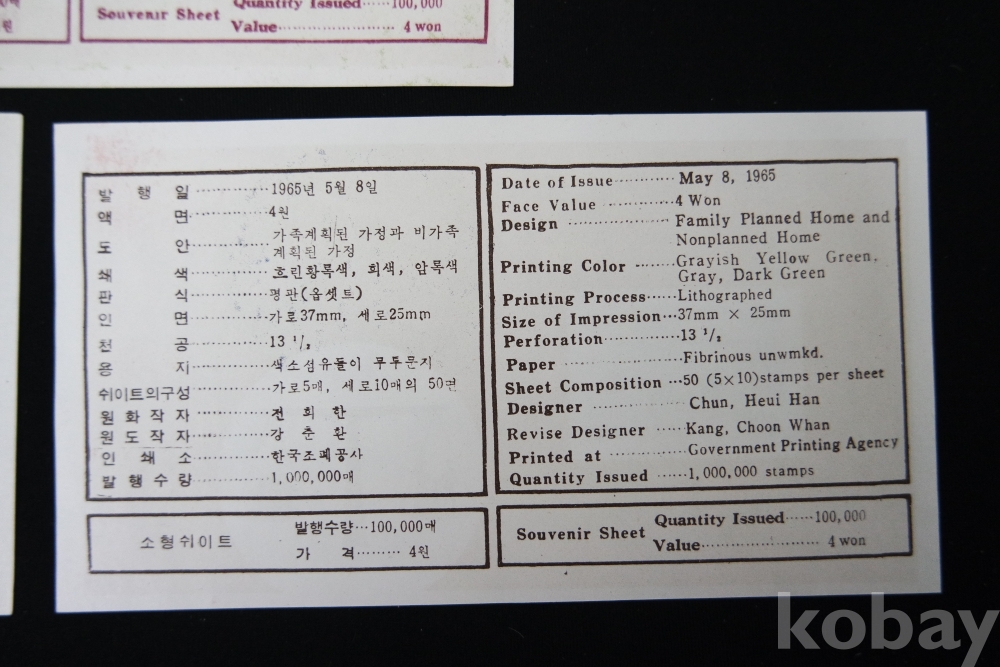 Souvenir Sheet
Quantity Issued······100,000
Value························ 4 won
발 행 일 ··············1965년 5월 8일
액 면··············4원
도 안 ············가족계획된 가정과 비가족
계획된 가정
쇄 색 ············흐린황록색, 회색, 암록색
판 식··············평판(옵셋트)
인 면··············가로37mm, 세로25mm
천 공··············13 ¹/₂
용 지··············색소섬유들이 무투문지
쉬이트의구성··············가로5매, 세로10매의 50면
원 화 작 자 ············전 희 한
원 도 작 자··············강 춘 환
인 쇄 소··············한국조폐공사
발 행 수 량··············1,000,000매
소형쉬이트
발행수량···100,000매
가 격········· 4원
Date of Issue············ May 8, 1965
Face Value ··············4 Won
Design ·················· Family Planned Home and
Nonplanned Home
Printing Color ·······Grayish Yellow Green,
Gray, Dark Green
Printing Process······Lithographed
Size of Impression···37mm × 25mm
Perforation··············13 ¹/₂
Paper ·····················Fibrinous unwmkd.
Sheet Composition ···50 (5×10)stamps per sheet
Designer ················ Chun, Heui Han
Revise Designer ·······Kang, Choon Whan
Printed at ···············Government Printing Agency
Quantity Issued ······1,000,000 stamps
Souvenir Sheet
Quantity Issued······100,000
Value························ 4 won
kobay